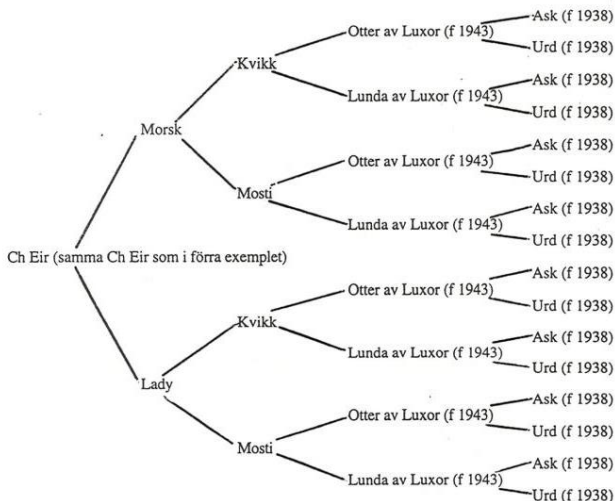 Ask (f 1938)
Otter av Luxor (f 1943)
Urd (f 1938)
Kvikk
Ask (f 1938)
Lunda av Luxor (f 1943)
Urd (f 1938)
Morsk
Ask (f 1938)
Otter av Luxor (f 1943)
Urd (f 1938)
Mosti
Ask (f 1938)
Lunda av Luxor (f 1943)
Urd (f 1938)
Ch Eir (samma Ch Eir som i förra exemplet)
Ask (f 1938)
Otter av Luxor (f 1943)
Urd (f 1938)
Kvikk
Ask (f 1938)
Lunda av Luxor (f 1943)
Urd (f 1938)
Lady
Ask (f 1938)
Otter av Luxor (f 1943)
Urd (f 1938)
Mosti
Ask (f 1938)
Lunda av Luxor (f 1943)
Urd (f 1938)